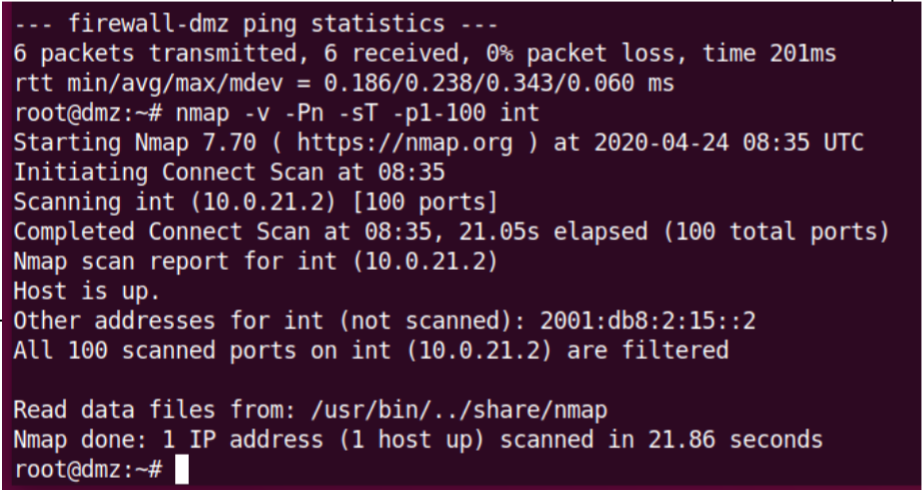 --- firewall-dmz ping statistics ---
6 packets transmitted, 6 received, 0% packet loss, time 201ms
rtt min/avg/max/mdev = 0.186/0.238/0.343/0.060 ms
root@dmz:~# nmap -v -Pn -sT -p1-100 int
Starting Nmap 7.70 ( https://nmap.org ) at 2020-04-24 08:35 UTC
Initiating Connect Scan at 08:35
Scanning int (10.0.21.2) [100 ports]
Completed Connect Scan at 08:35, 21.05s elapsed (100 total ports)
Nmap scan report for int (10.0.21.2)
Host is up.
Other addresses for int (not scanned): 2001:db8:2:15::2
All 100 scanned ports on int (10.0.21.2) are filtered
Read data files from: /usr/bin/../share/nmap
Nmap done: 1 IP address (1 host up) scanned in 21.86 seconds
root@dmz:~#